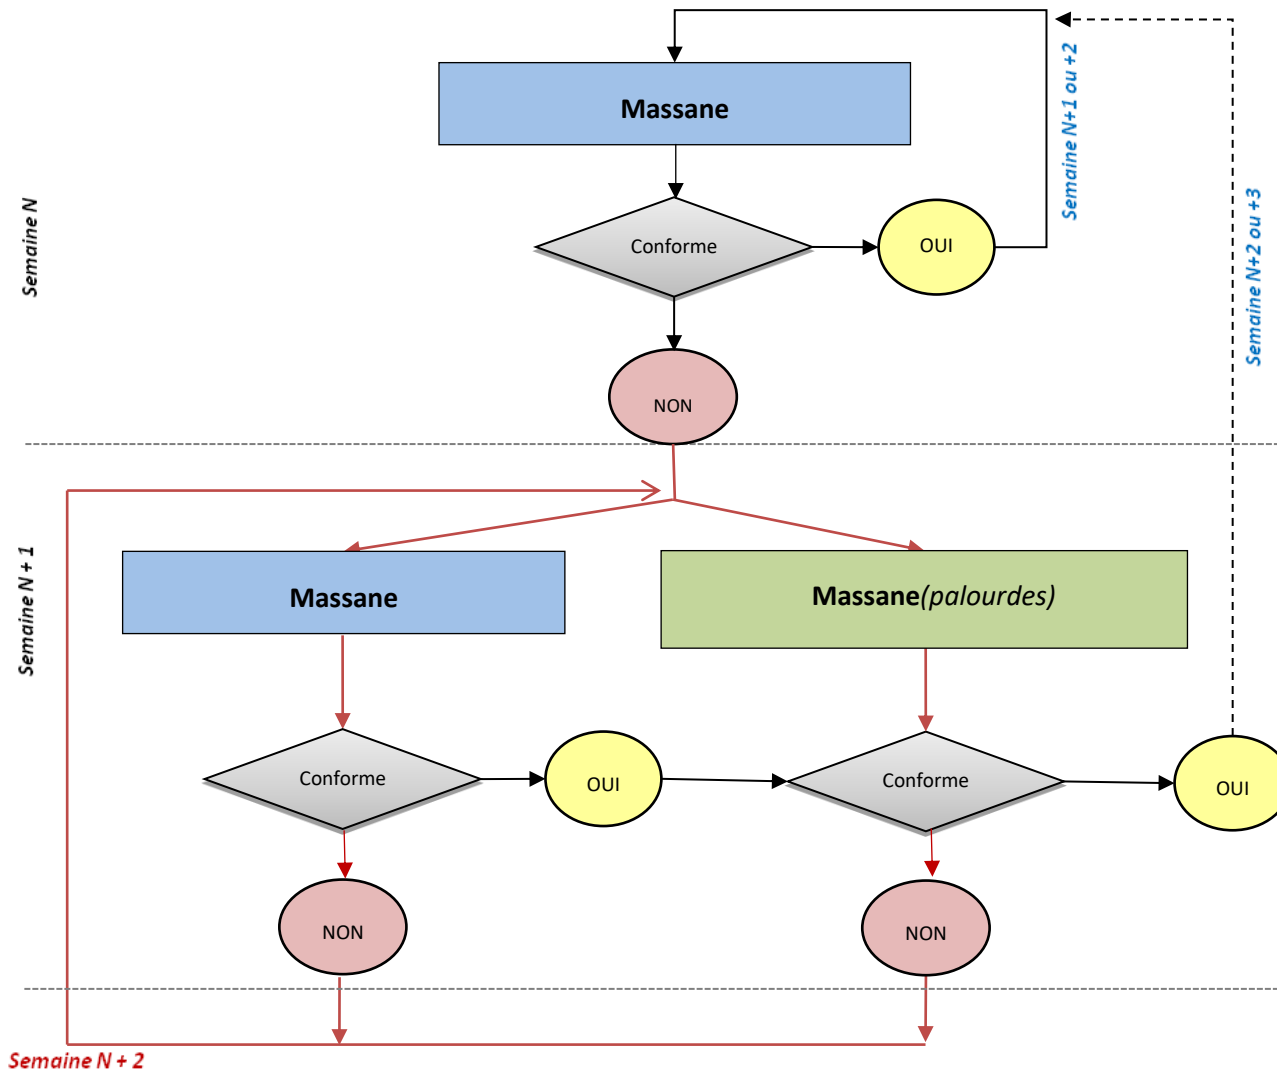 Massane
Semaine N+1 ou +2
Semaine N
Conforme
OUI
Semaine N+2 ou +3
NON
Semaine N + 1
Massane
Massane(palourdes)
Conforme
OUI
Conforme
OUI
NON
NON
Semaine N + 2